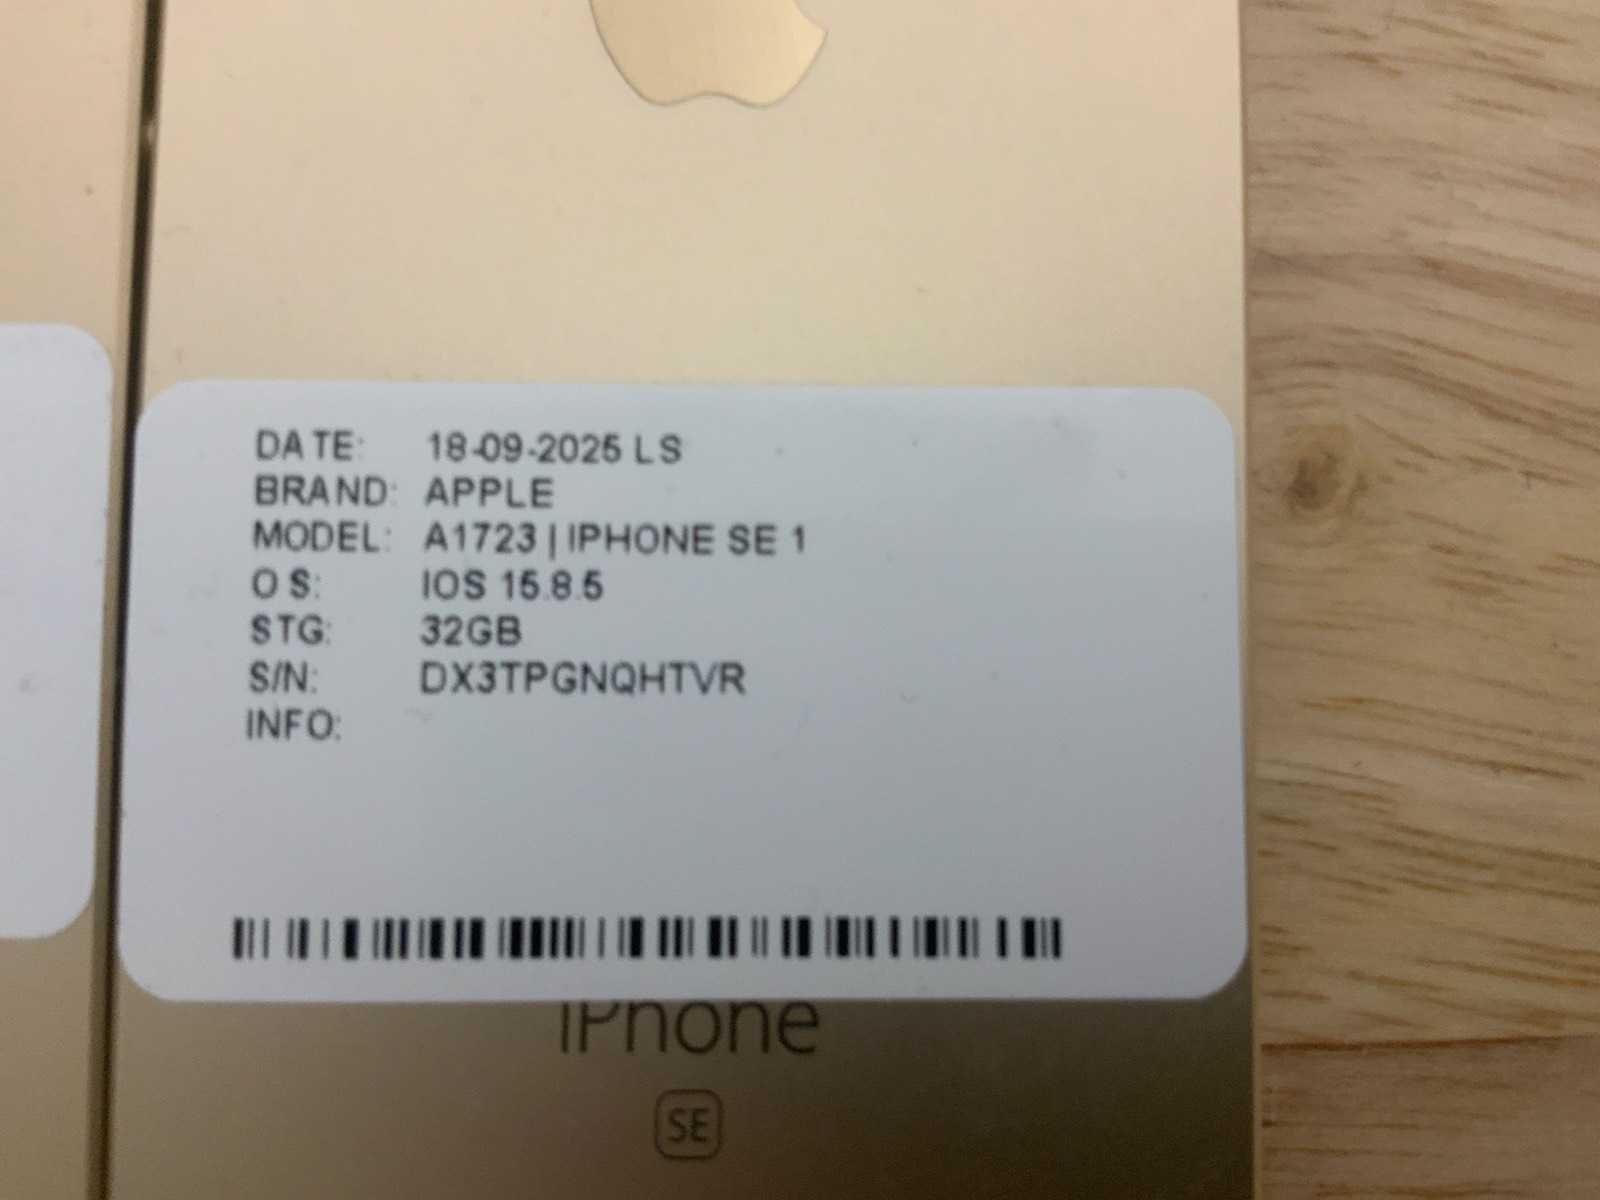 DATE: 18-09-2025 LS
BRAND: APPLE
MODEL: A1723 | IPHONE SE 1
OS: IOS 15.8.5
STG: 32GB
S/N: DX3TPGNQHTVR
INFO:
iPhone
SE